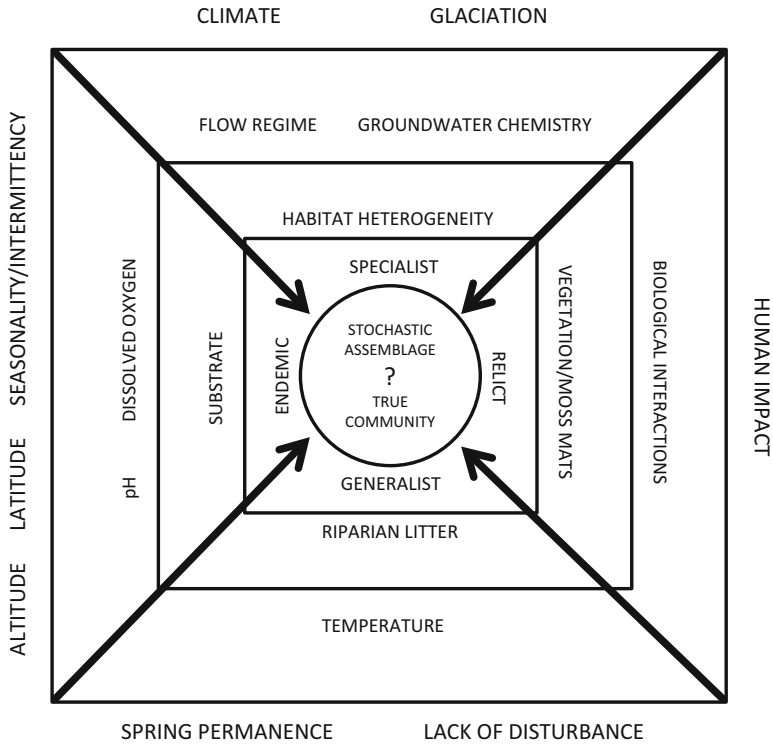 CLIMATE GLACIATION
FLOW REGIME GROUNDWATER CHEMISTRY
HABITAT HETEROGENEITY
SPECIALIST
ALTITUDE LATITUDE SEASONALITY/INTERMITTENCY
pH DISSOLVED OXYGEN
SUBSTRATE
ENDEMIC
STOCHASTIC
ASSEMBLAGE
?
TRUE
COMMUNITY
RELICT
VEGETATION/MOSS MATS
BIOLOGICAL INTERACTIONS
HUMAN IMPACT
GENERALIST
RIPARIAN LITTER
TEMPERATURE
SPRING PERMANENCE LACK OF DISTURBANCE